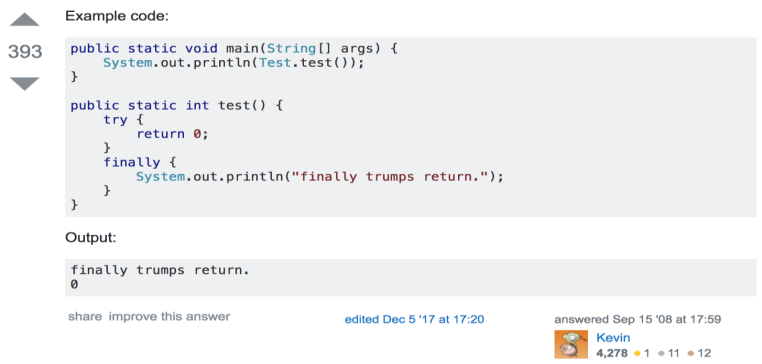 Example code:
393
public static void main(String[] args) {
    System.out.println(Test.test());
}
public static int test() {
    try {
        return 0;
    }
    finally {
        System.out.println("finally trumps return.");
    }
}
Output:
finally trumps return.
0
share improve this answer
edited Dec 5 '17 at 17:20
answered Sep 15 '08 at 17:59
Kevin
4,278 1 11 12